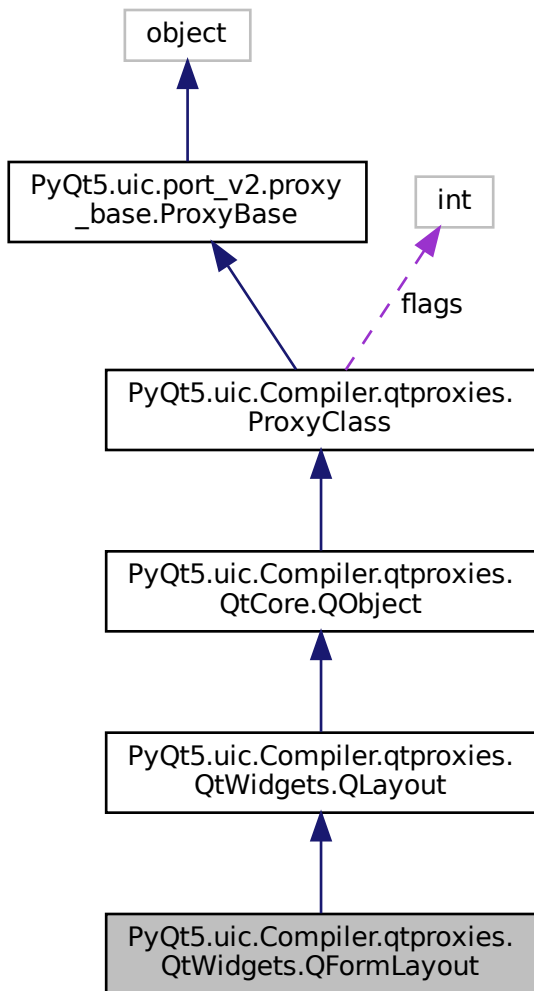 object
PyQt5.uic.port_v2.proxy
_base.ProxyBase
int
flags
PyQt5.uic.Compiler.qtproxies.
ProxyClass
PyQt5.uic.Compiler.qtproxies.
QtCore.QObject
PyQt5.uic.Compiler.qtproxies.
QtWidgets.QLayout
PyQt5.uic.Compiler.qtproxies.
QtWidgets.QFormLayout